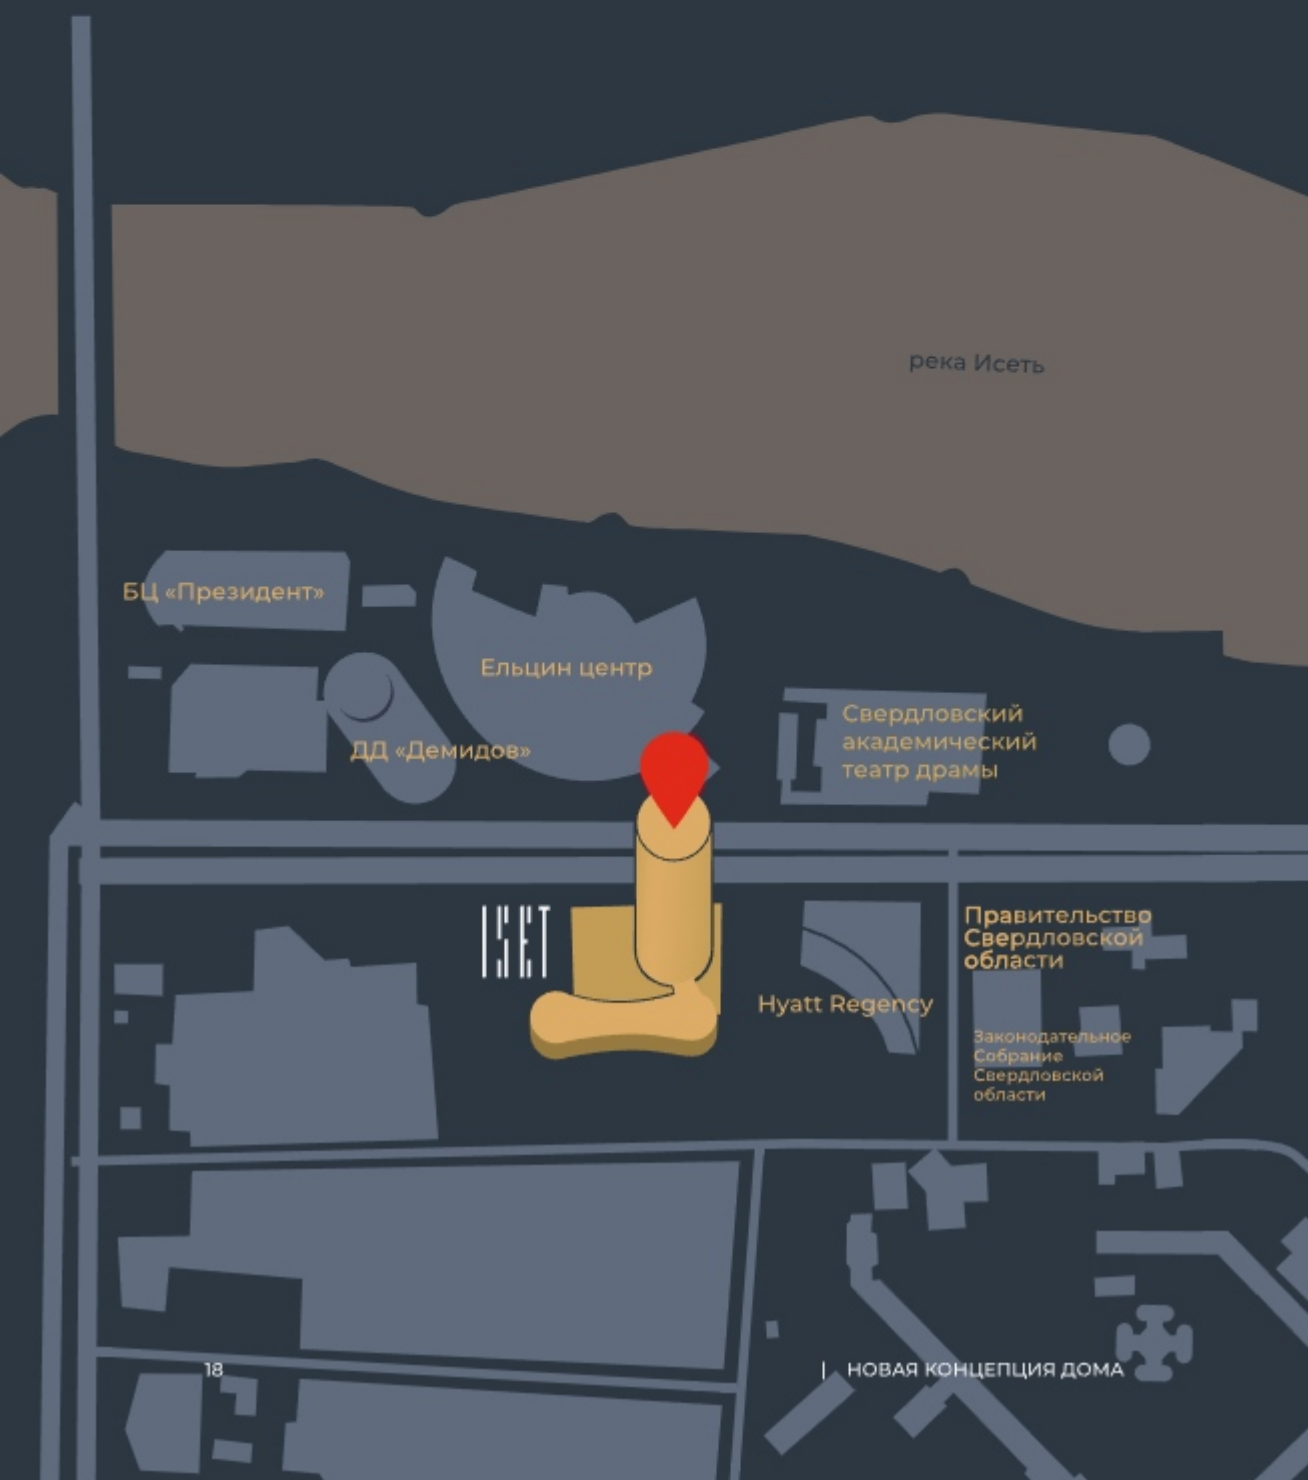 река Исеть
БЦ «Президент»
Ельцин центр
ДД «Демидов»
Свердловский
академический
театр драмы
ISET
Правительство
Свердловской
области
Hyatt Regency
Законодательное
Собрание
Свердловской
области
18
| НОВАЯ КОНЦЕПЦИЯ ДОМА